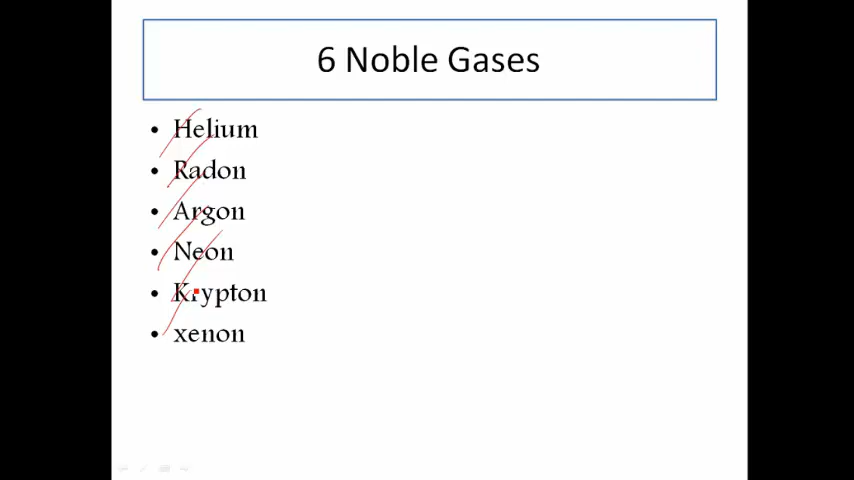 6 Noble Gases
• Helium
• Radon
• Argon
• Neon
• Krypton
• xenon